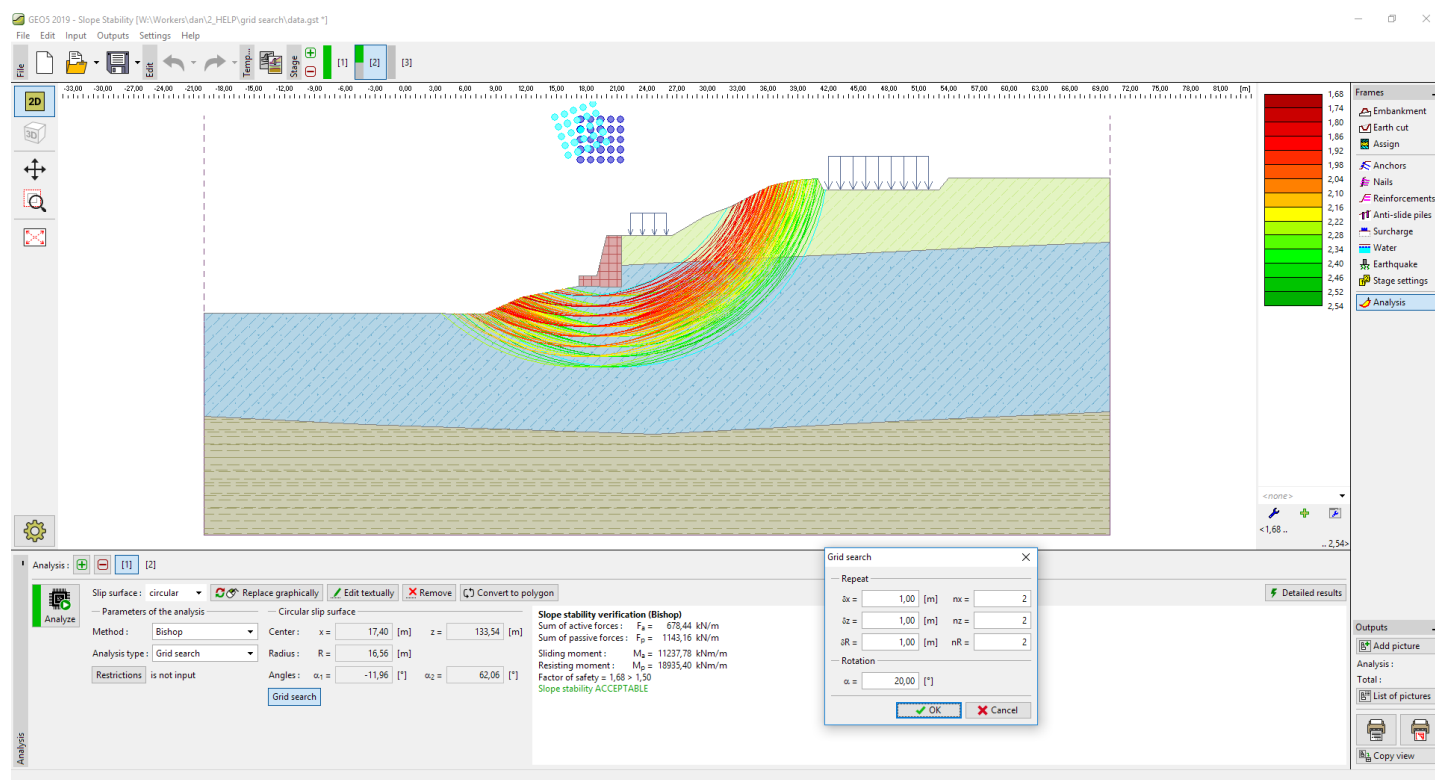 GEO5 2019 - Slope Stability [W:\Workers\dan\2_HELP\grid search\data.gst *]
File Edit Input Outputs Settings Help
File Edit Temp... Stage [1] [2] [3]
2D -33,00 -30,00 -27,00 -24,00 -21,00 -18,00 -15,00 -12,00 -9,00 -6,00 -3,00 0,00 3,00 6,00 9,00 12,00 15,00 18,00 21,00 24,00 27,00 30,00 33,00 36,00 39,00 42,00 45,00 48,00 51,00 54,00 57,00 60,00 63,00 66,00 69,00 72,00 75,00 78,00 81,00 [m]
3D
1,68
1,74
1,80
1,86
1,92
1,98
2,04
2,10
2,16
2,22
2,28
2,34
2,40
2,46
2,52
2,54
<none>
<1,68 ..
.. 2,54>
Frames
Embankment
Earth cut
Assign
Anchors
Nails
Reinforcements
Anti-slide piles
Surcharge
Water
Earthquake
Stage settings
Analysis
Analysis : [1] [2]
Analyze
Slip surface : circular Replace graphically Edit textually Remove Convert to polygon
Detailed results
Parameters of the analysis
Method : Bishop
Analysis type : Grid search
Restrictions is not input
Circular slip surface
Center : x = 17,40 [m] z = 133,54 [m]
Radius : R = 16,56 [m]
Angles : α1 = -11,96 [°] α2 = 62,06 [°]
Grid search
Slope stability verification (Bishop)
Sum of active forces : Fa = 678,44 kN/m
Sum of passive forces : Fp = 1143,16 kN/m
Sliding moment : Ma = 11237,78 kNm/m
Resisting moment : Mp = 18935,40 kNm/m
Factor of safety = 1,68 > 1,50
Slope stability ACCEPTABLE
Grid search
Repeat
δx = 1,00 [m] nx = 2
δz = 1,00 [m] nz = 2
δR = 1,00 [m] nR = 2
Rotation
α = 20,00 [°]
OK Cancel
Outputs
Add picture
Analysis :
Total :
List of pictures
Copy view
Analysis